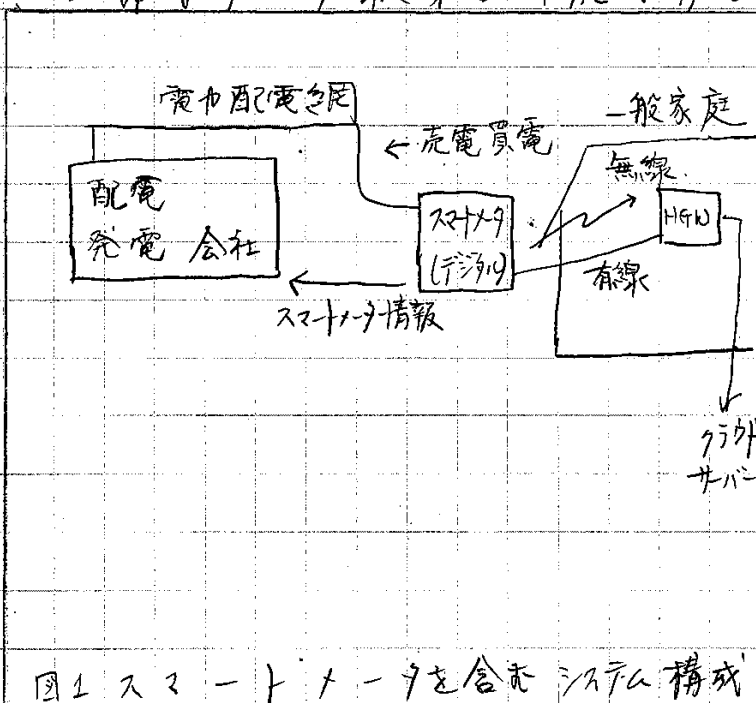 電力配電網
一般家庭
← 売電買電
無線
配電
発電 会社
スマートメータ
(デジタル)
HGW
有線
スマートメータ情報
クラウド
サーバー
図1 スマートメータを含むシステム構成